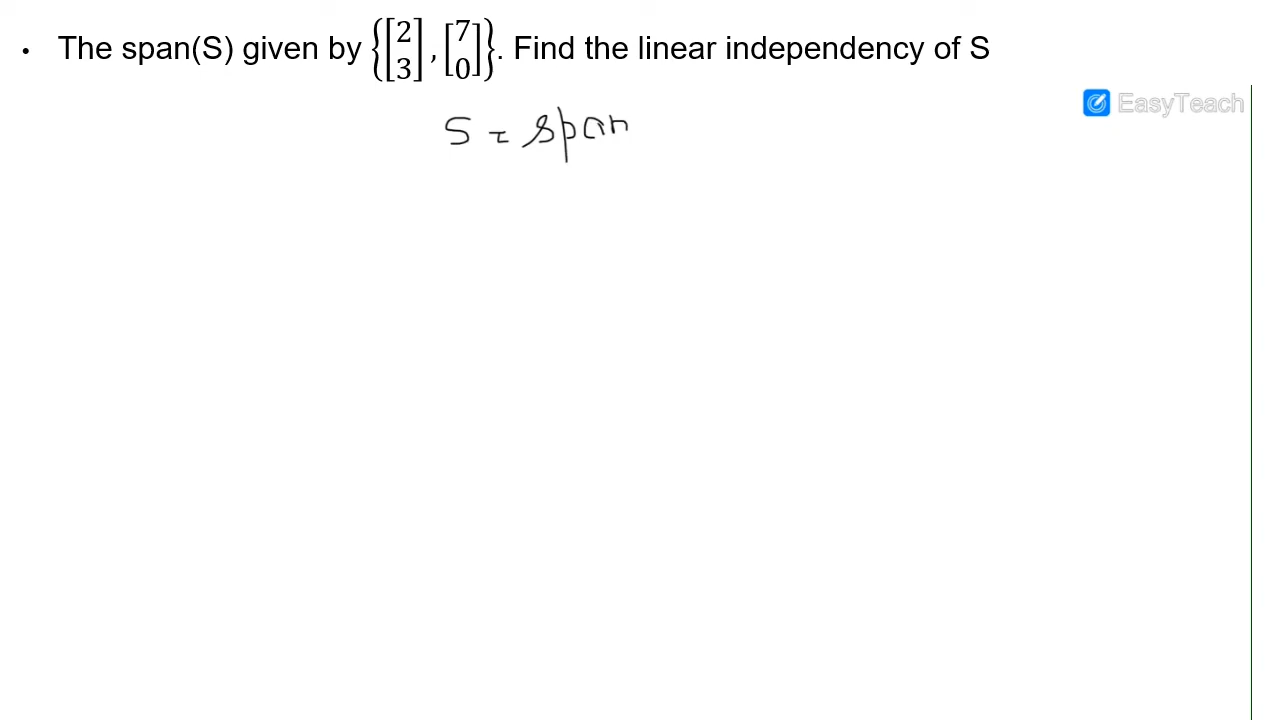 • The span(S) given by {[2 3], [7 0]}. Find the linear independency of S
EasyTeach
S = span